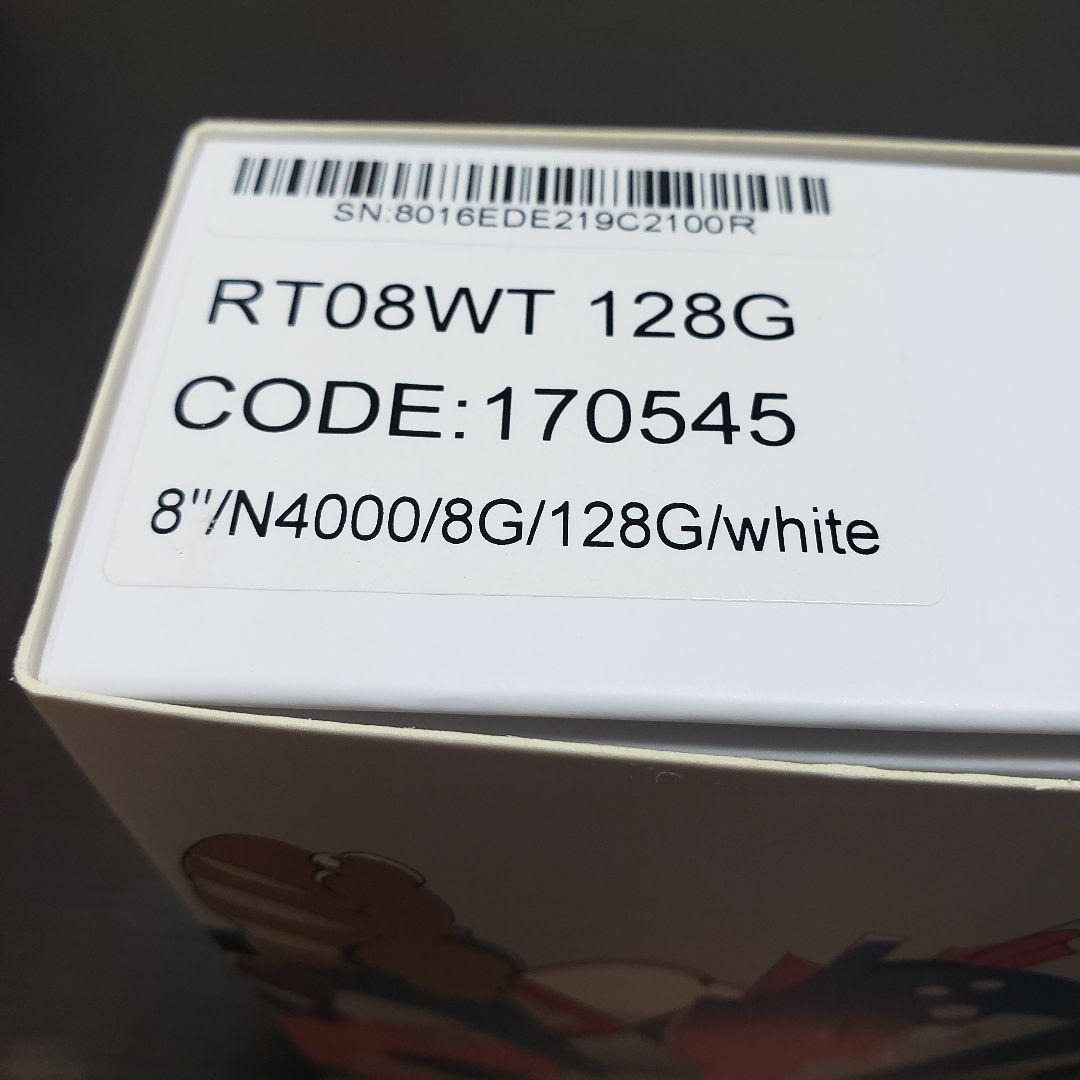 SN:8016EDE219C2100R
RT08WT 128G
CODE:170545
8"/N4000/8G/128G/white